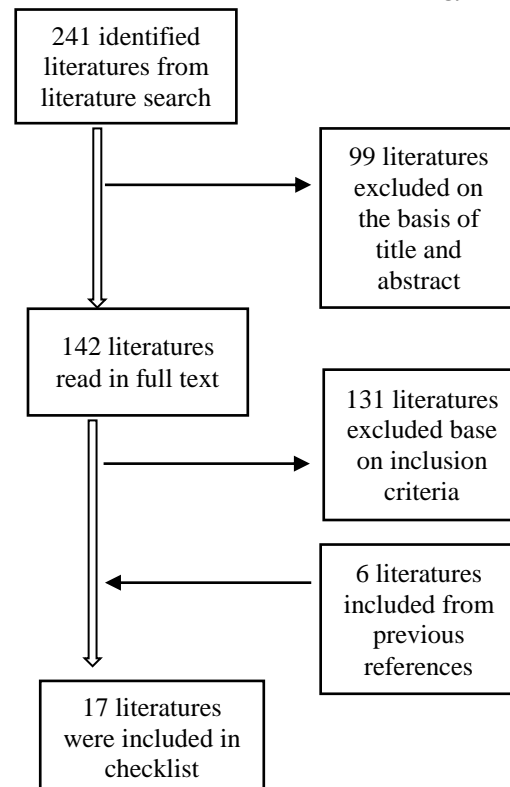 241 identified
literatures from
literature search
99 literatures
excluded on
the basis of
title and
abstract
142 literatures
read in full text
131 literatures
excluded base
on inclusion
criteria
6 literatures
included from
previous
references
17 literatures
were included in
checklist